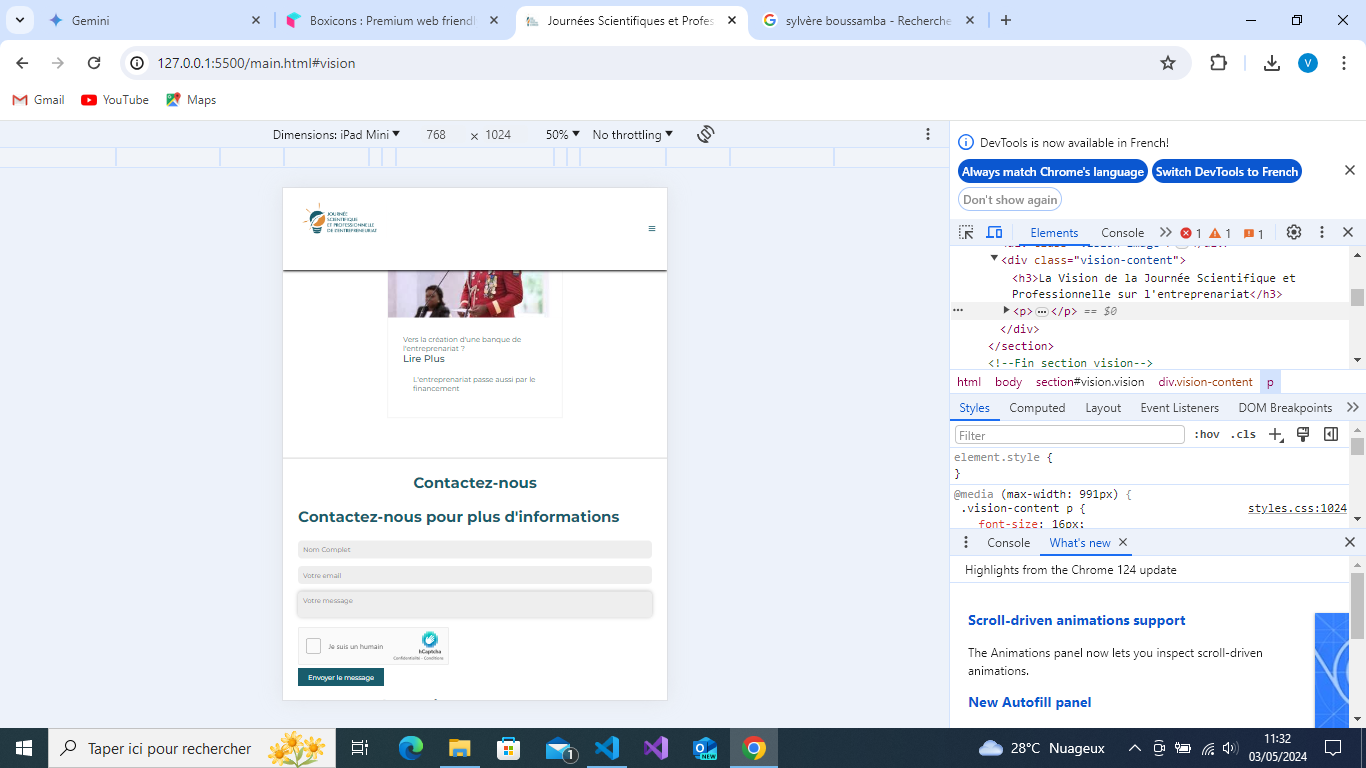 Gemini
Boxicons : Premium web friendl
Journées Scientifiques et Profes
sylvère boussamba - Recherche
127.0.0.1:5500/main.html#vision
V
Gmail
YouTube
Maps
Dimensions: iPad Mini
768
×
1024
50%
No throttling
DevTools is now available in French!
Always match Chrome's language
Switch DevTools to French
Don't show again
Elements
Console
1
1
1
<div class="vision-content">
<h3>La Vision de la Journée Scientifique et
Professionnelle sur l'entreprenariat</h3>
<p>…</p> == $0
</div>
</section>
<!--Fin section vision-->
html body section#vision.vision div.vision-content p
Styles Computed Layout Event Listeners DOM Breakpoints
Filter
:hov .cls
element.style {
}
@media (max-width: 991px) {
.vision-content p {
styles.css:1024
font-size: 16px;
Console
What's new
Highlights from the Chrome 124 update
Scroll-driven animations support
The Animations panel now lets you inspect scroll-driven
animations.
New Autofill panel
JOURNÉE
SCIENTIFIQUE
ET PROFESSIONNELLE
DE L'ENTREPRENEURIAT
Vers la création d'une banque de
l'entreprenariat ?
Lire Plus
L'entreprenariat passe aussi par le
financement
Contactez-nous
Contactez-nous pour plus d'informations
Nom Complet
Votre email
Votre message
Je suis un humain
hCaptcha
Confidentialité - Conditions
Envoyer le message
Taper ici pour rechercher
1
NEW
28°C Nuageux
11:32
03/05/2024